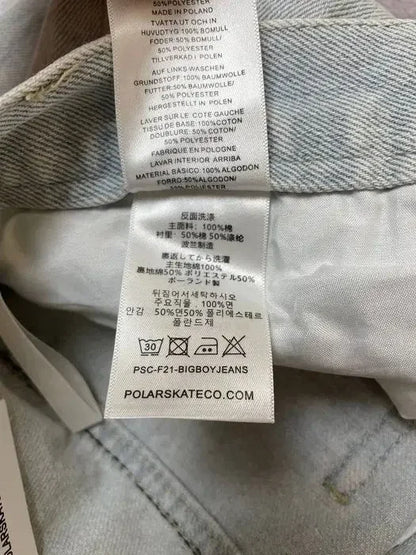 50%POLYESTER
MADE IN POLAND
TVÄTTA UT OCH IN
HUVUDTYG:100% BOMULL/
FODER:50% BOMULL/
50% POLYESTER
TILLVERKAD I POLEN
AUF LINKS WASCHEN
GRUNDSTOFF:100% BAUMWOLLE
FUTTER:50% BAUMWOLLE/
50% POLYESTER
HERGESTELLT IN POLEN
LAVER SUR LE COTE GAUCHE
TISSU DE BASE:100% COTON
DOUBLURE:50% COTON/
50% POLYESTER
FABRIQUE EN POLOGNE
LAVAR INTERIOR ARRIBA
MATERIAL BÁSICO:100% ALGODÓN
FORRO:50% ALGODÓN/
50% POLYESTER
反面洗涤
主面料:100%棉
衬里:50%棉 50%涤纶
波兰制造
裏返してから洗濯
主生地綿100%
裏地綿50% ポリエステル50%
ポーランド製
뒤집어서세탁하시오
주요직물 100%면
안감 50%면50% 폴리에스테르
폴란드제
30
PSC-F21-BIGBOYJEANS
POLARSKATECO.COM